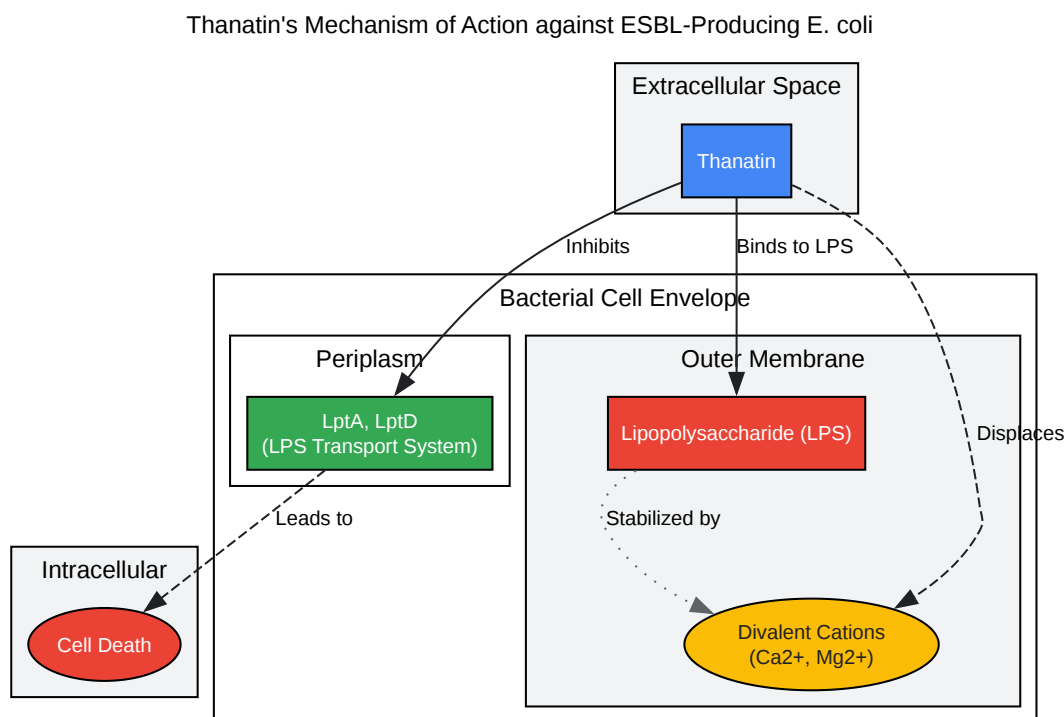 Thanatin's Mechanism of Action against ESBL-Producing E. coli
Extracellular Space
Thanatin
Inhibits
Binds to LPS
Bacterial Cell Envelope
Periplasm
Outer Membrane
LptA, LptD
(LPS Transport System)
Lipopolysaccharide (LPS)
Displaces
Leads to
Stabilized by
Intracellular
Cell Death
Divalent Cations
(Ca2+, Mg2+)